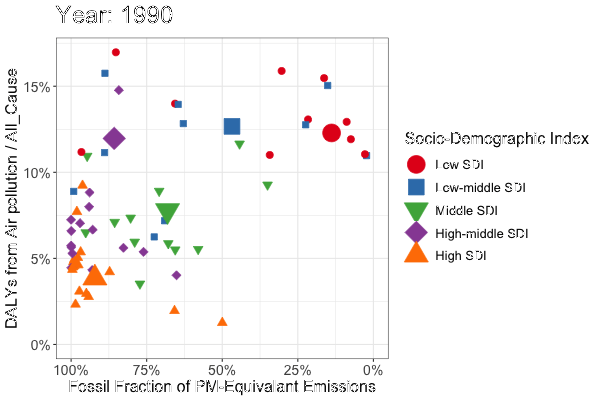 Year: 1990
DALYs from Air pollution / All_Cause
15%
10%
5%
0%
100%
75%
50%
25%
0%
Fossil Fraction of PM-Equivalant Emissions
Socio-Demographic Index
Low SDI
Low-middle SDI
Middle SDI
High-middle SDI
High SDI